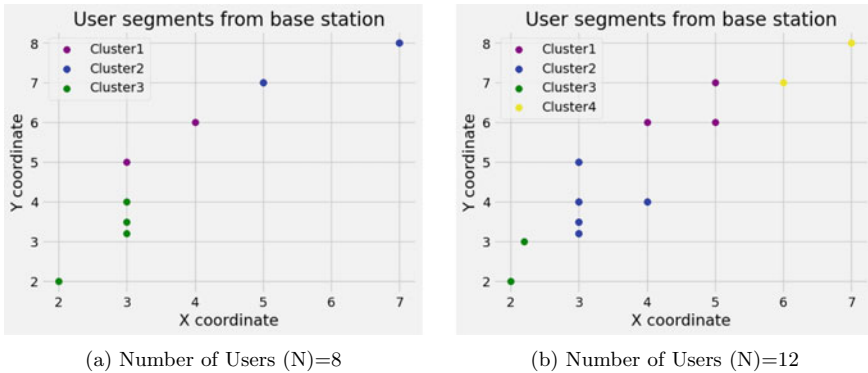 User segments from base station
Cluster1
Cluster2
Cluster3
8
7
6
5
4
3
2
Y coordinate
2 3 4 5 6 7
X coordinate
(a) Number of Users (N)=8
User segments from base station
Cluster1
Cluster2
Cluster3
Cluster4
8
7
6
5
4
3
2
Y coordinate
2 3 4 5 6 7
X coordinate
(b) Number of Users (N)=12